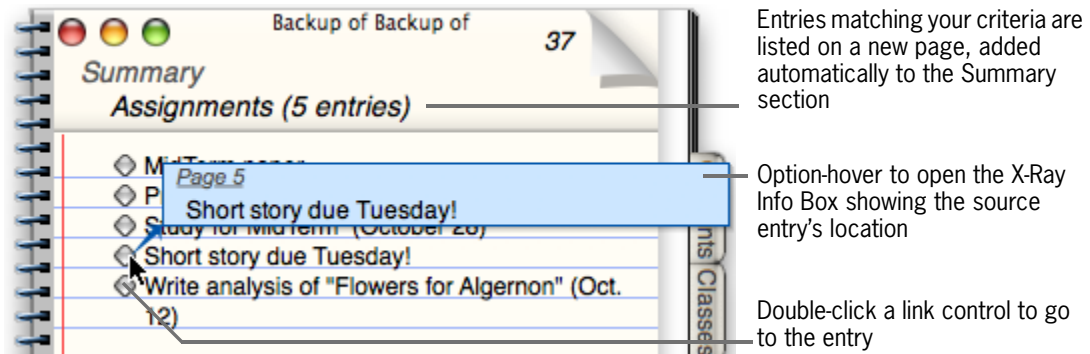 Backup of Backup of
37
Summary
Assignments (5 entries)
Page 5
Short story due Tuesday!
Study for MidTerm (October 28)
Short story due Tuesday!
Write analysis of "Flowers for Algernon" (Oct.
12)
Classes
Entries matching your criteria are
listed on a new page, added
automatically to the Summary
section
Option-hover to open the X-Ray
Info Box showing the source
entry's location
Double-click a link control to go
to the entry